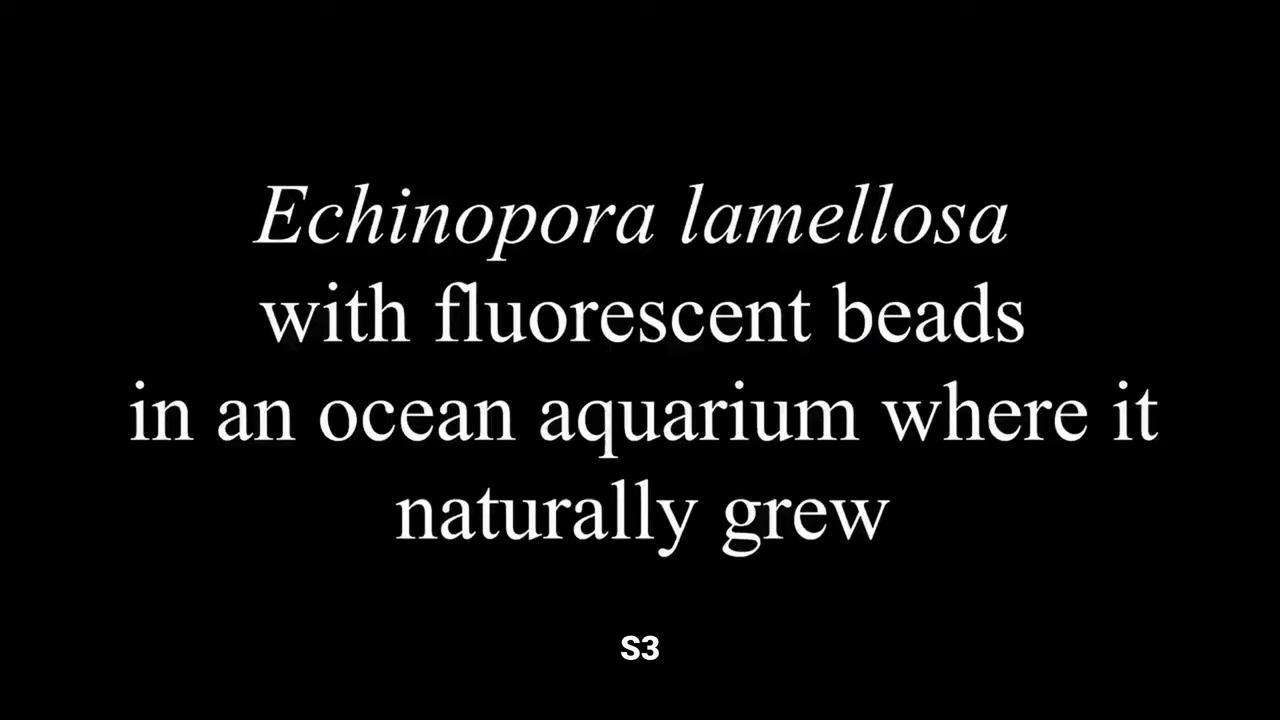 Echinopora lamellosa
with fluorescent beads
in an ocean aquarium where it
naturally grew
S3